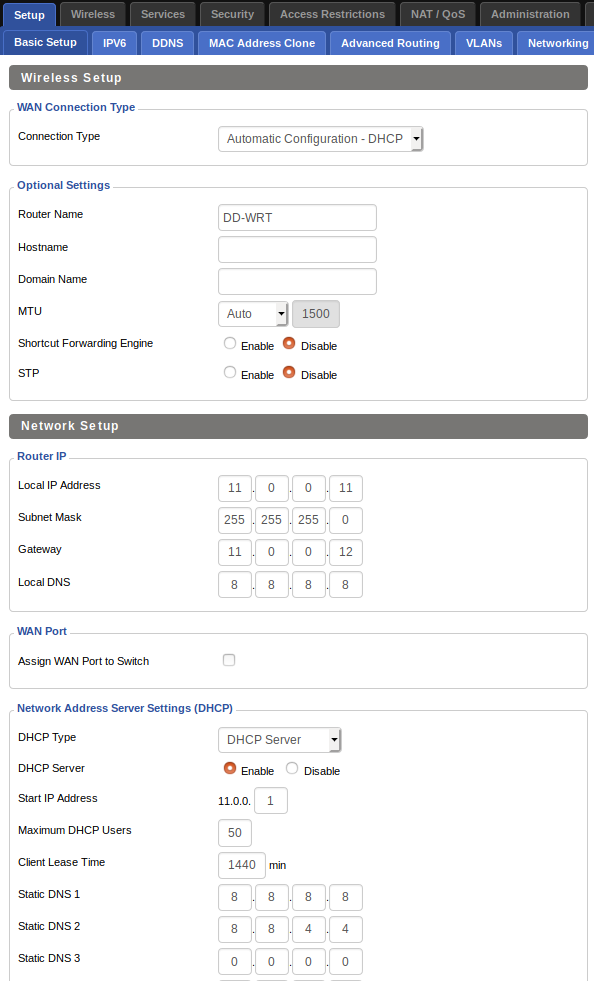 Setup Wireless Services Security Access Restrictions NAT / QoS Administration
Basic Setup IPV6 DDNS MAC Address Clone Advanced Routing VLANs Networking
Wireless Setup
WAN Connection Type
Connection Type Automatic Configuration - DHCP
Optional Settings
Router Name DD-WRT
Hostname
Domain Name
MTU Auto 1500
Shortcut Forwarding Engine Enable Disable
STP Enable Disable
Network Setup
Router IP
Local IP Address 11 . 0 . 0 . 11
Subnet Mask 255 . 255 . 255 . 0
Gateway 11 . 0 . 0 . 12
Local DNS 8 . 8 . 8 . 8
WAN Port
Assign WAN Port to Switch
Network Address Server Settings (DHCP)
DHCP Type DHCP Server
DHCP Server Enable Disable
Start IP Address 11.0.0. 1
Maximum DHCP Users 50
Client Lease Time 1440 min
Static DNS 1 8 . 8 . 8 . 8
Static DNS 2 8 . 8 . 4 . 4
Static DNS 3 0 . 0 . 0 . 0